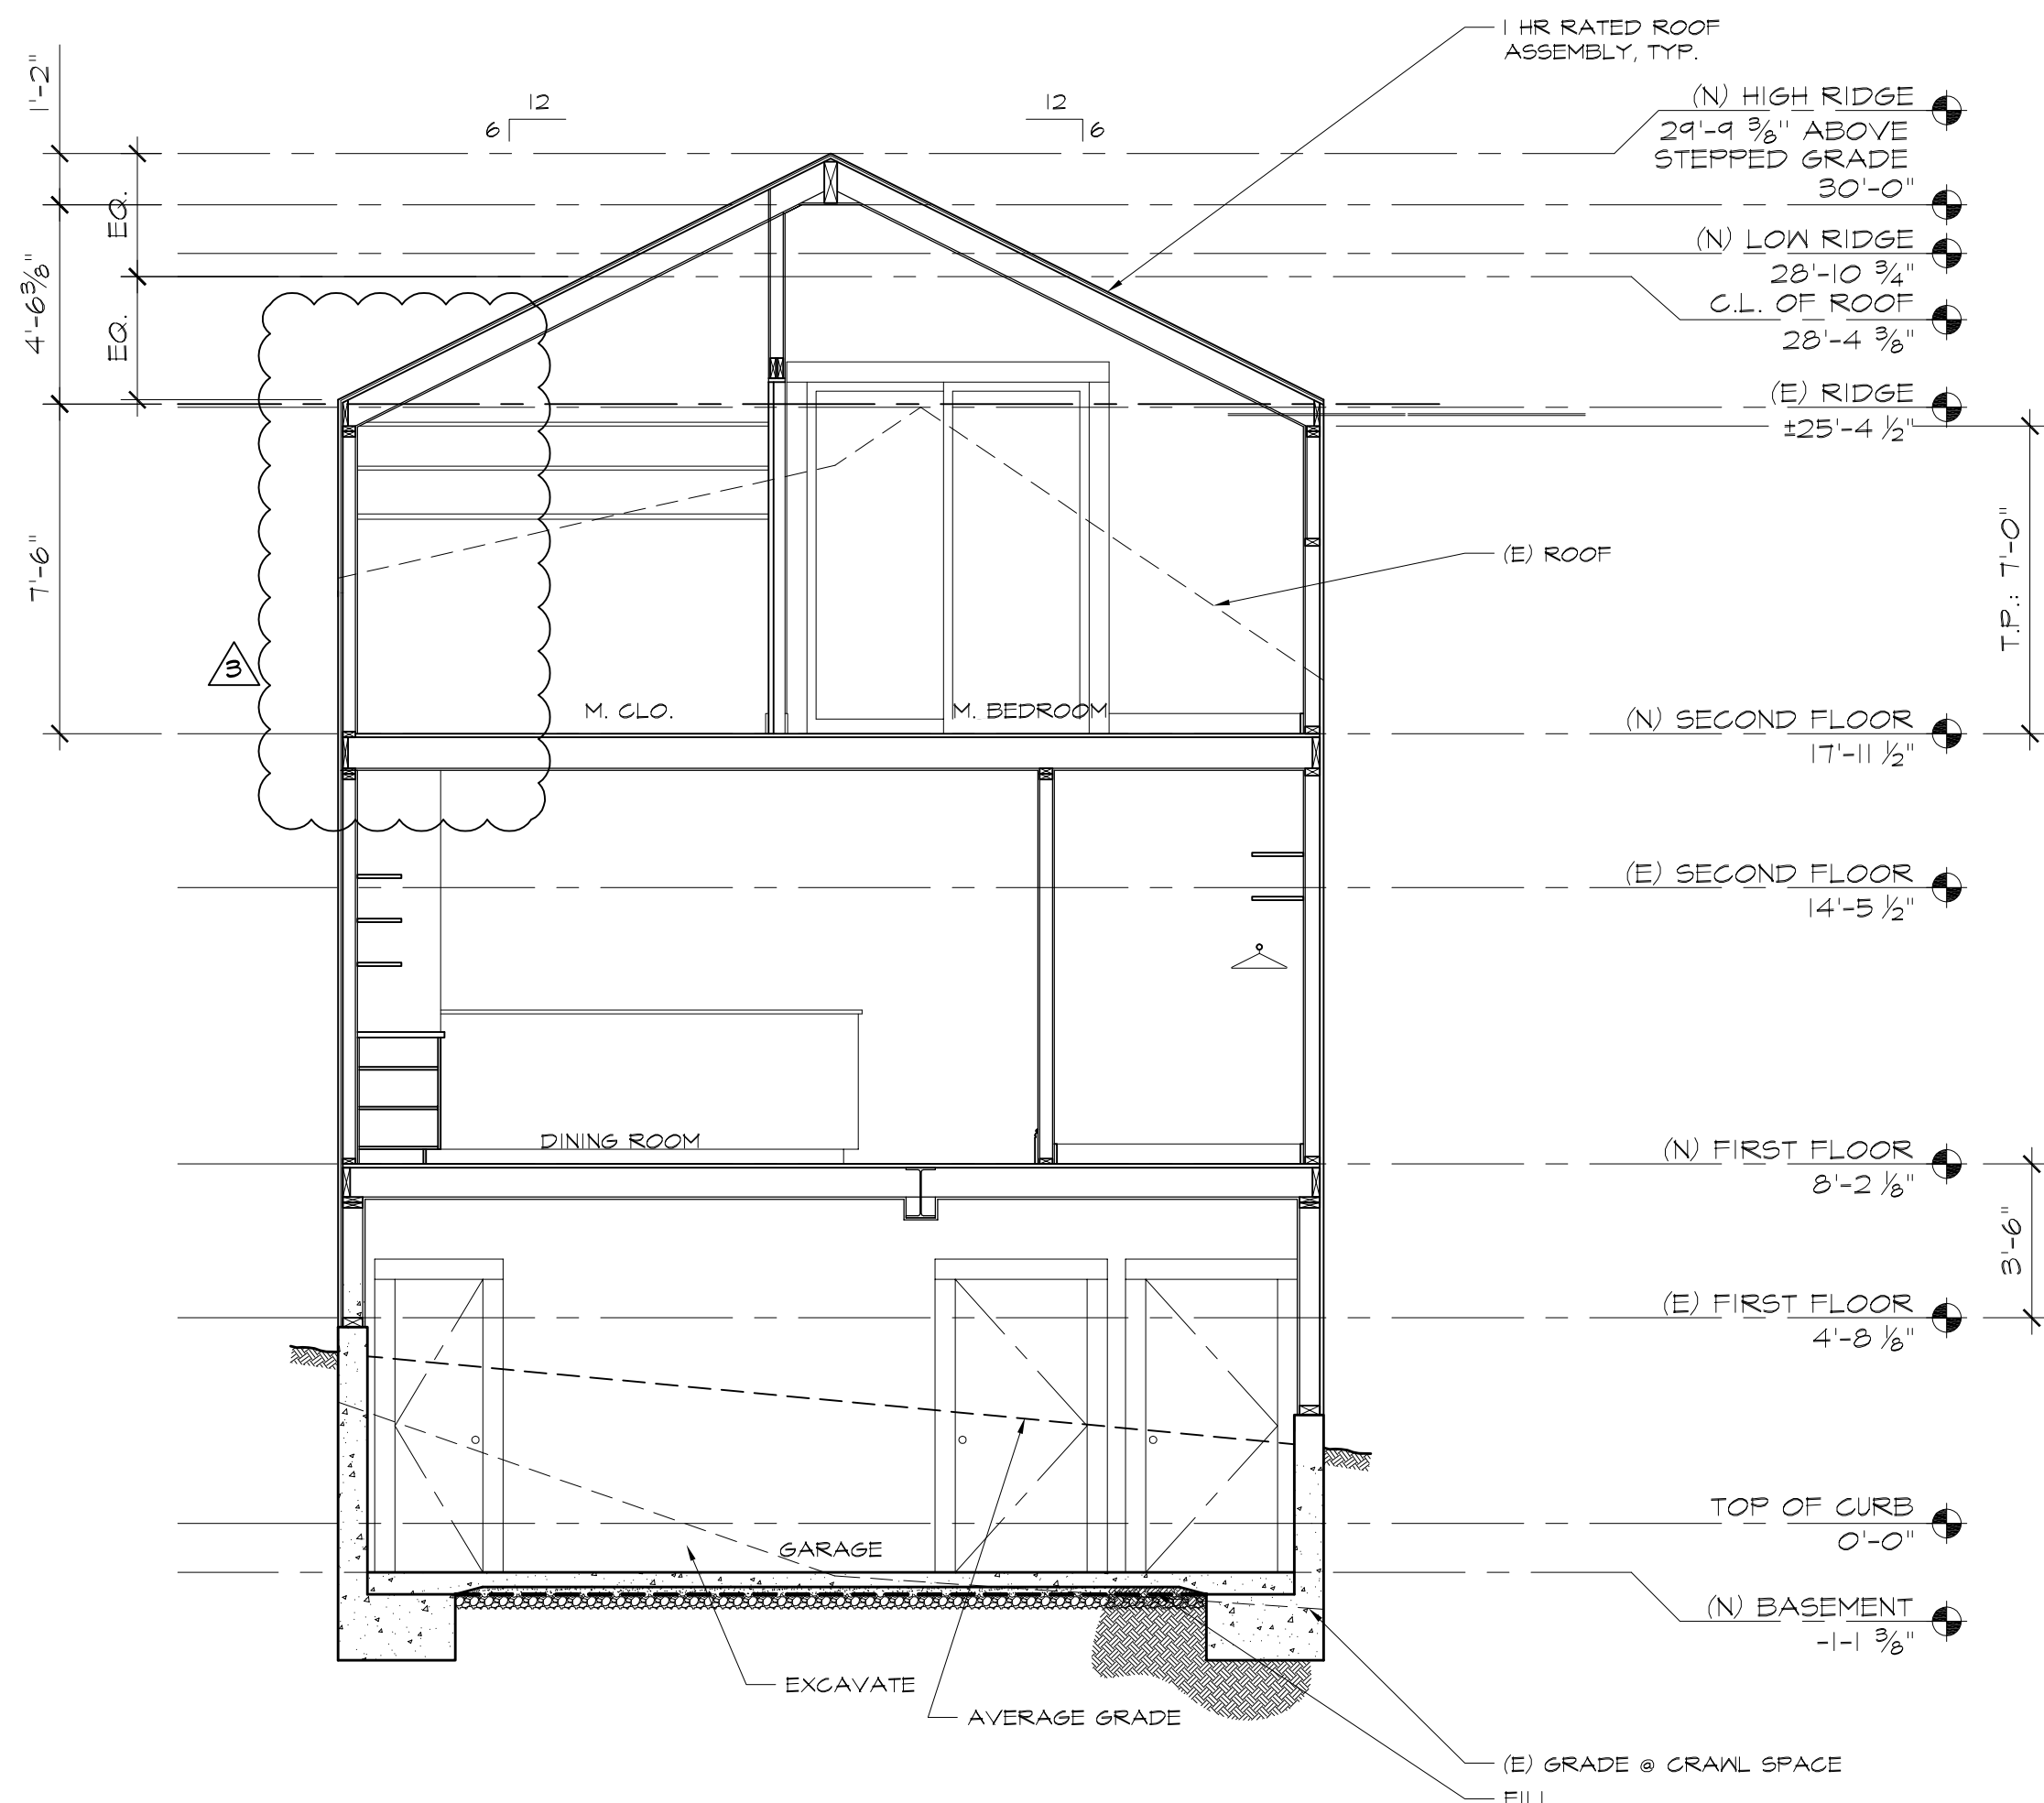 1 HR RATED ROOF
ASSEMBLY, TYP.
1'-2"
12
12
6
6
(N) HIGH RIDGE
29'-9 3/8" ABOVE
STEPPED GRADE
30'-0"
EQ.
(N) LOW RIDGE
28'-10 3/4"
4'-6 3/8"
C.L. OF ROOF
28'-4 3/8"
EQ.
(E) RIDGE
±25'-4 1/2"
7'-6"
(E) ROOF
T.P.: 7'-0"
3
M. CLO.
M. BEDROOM
(N) SECOND FLOOR
17'-11 1/2"
(E) SECOND FLOOR
14'-5 1/2"
DINING ROOM
(N) FIRST FLOOR
8'-2 1/8"
3'-6"
(E) FIRST FLOOR
4'-8 1/8"
TOP OF CURB
0'-0"
GARAGE
(N) BASEMENT
-1-1 3/8"
EXCAVATE
AVERAGE GRADE
(E) GRADE @ CRAWL SPACE
FILL